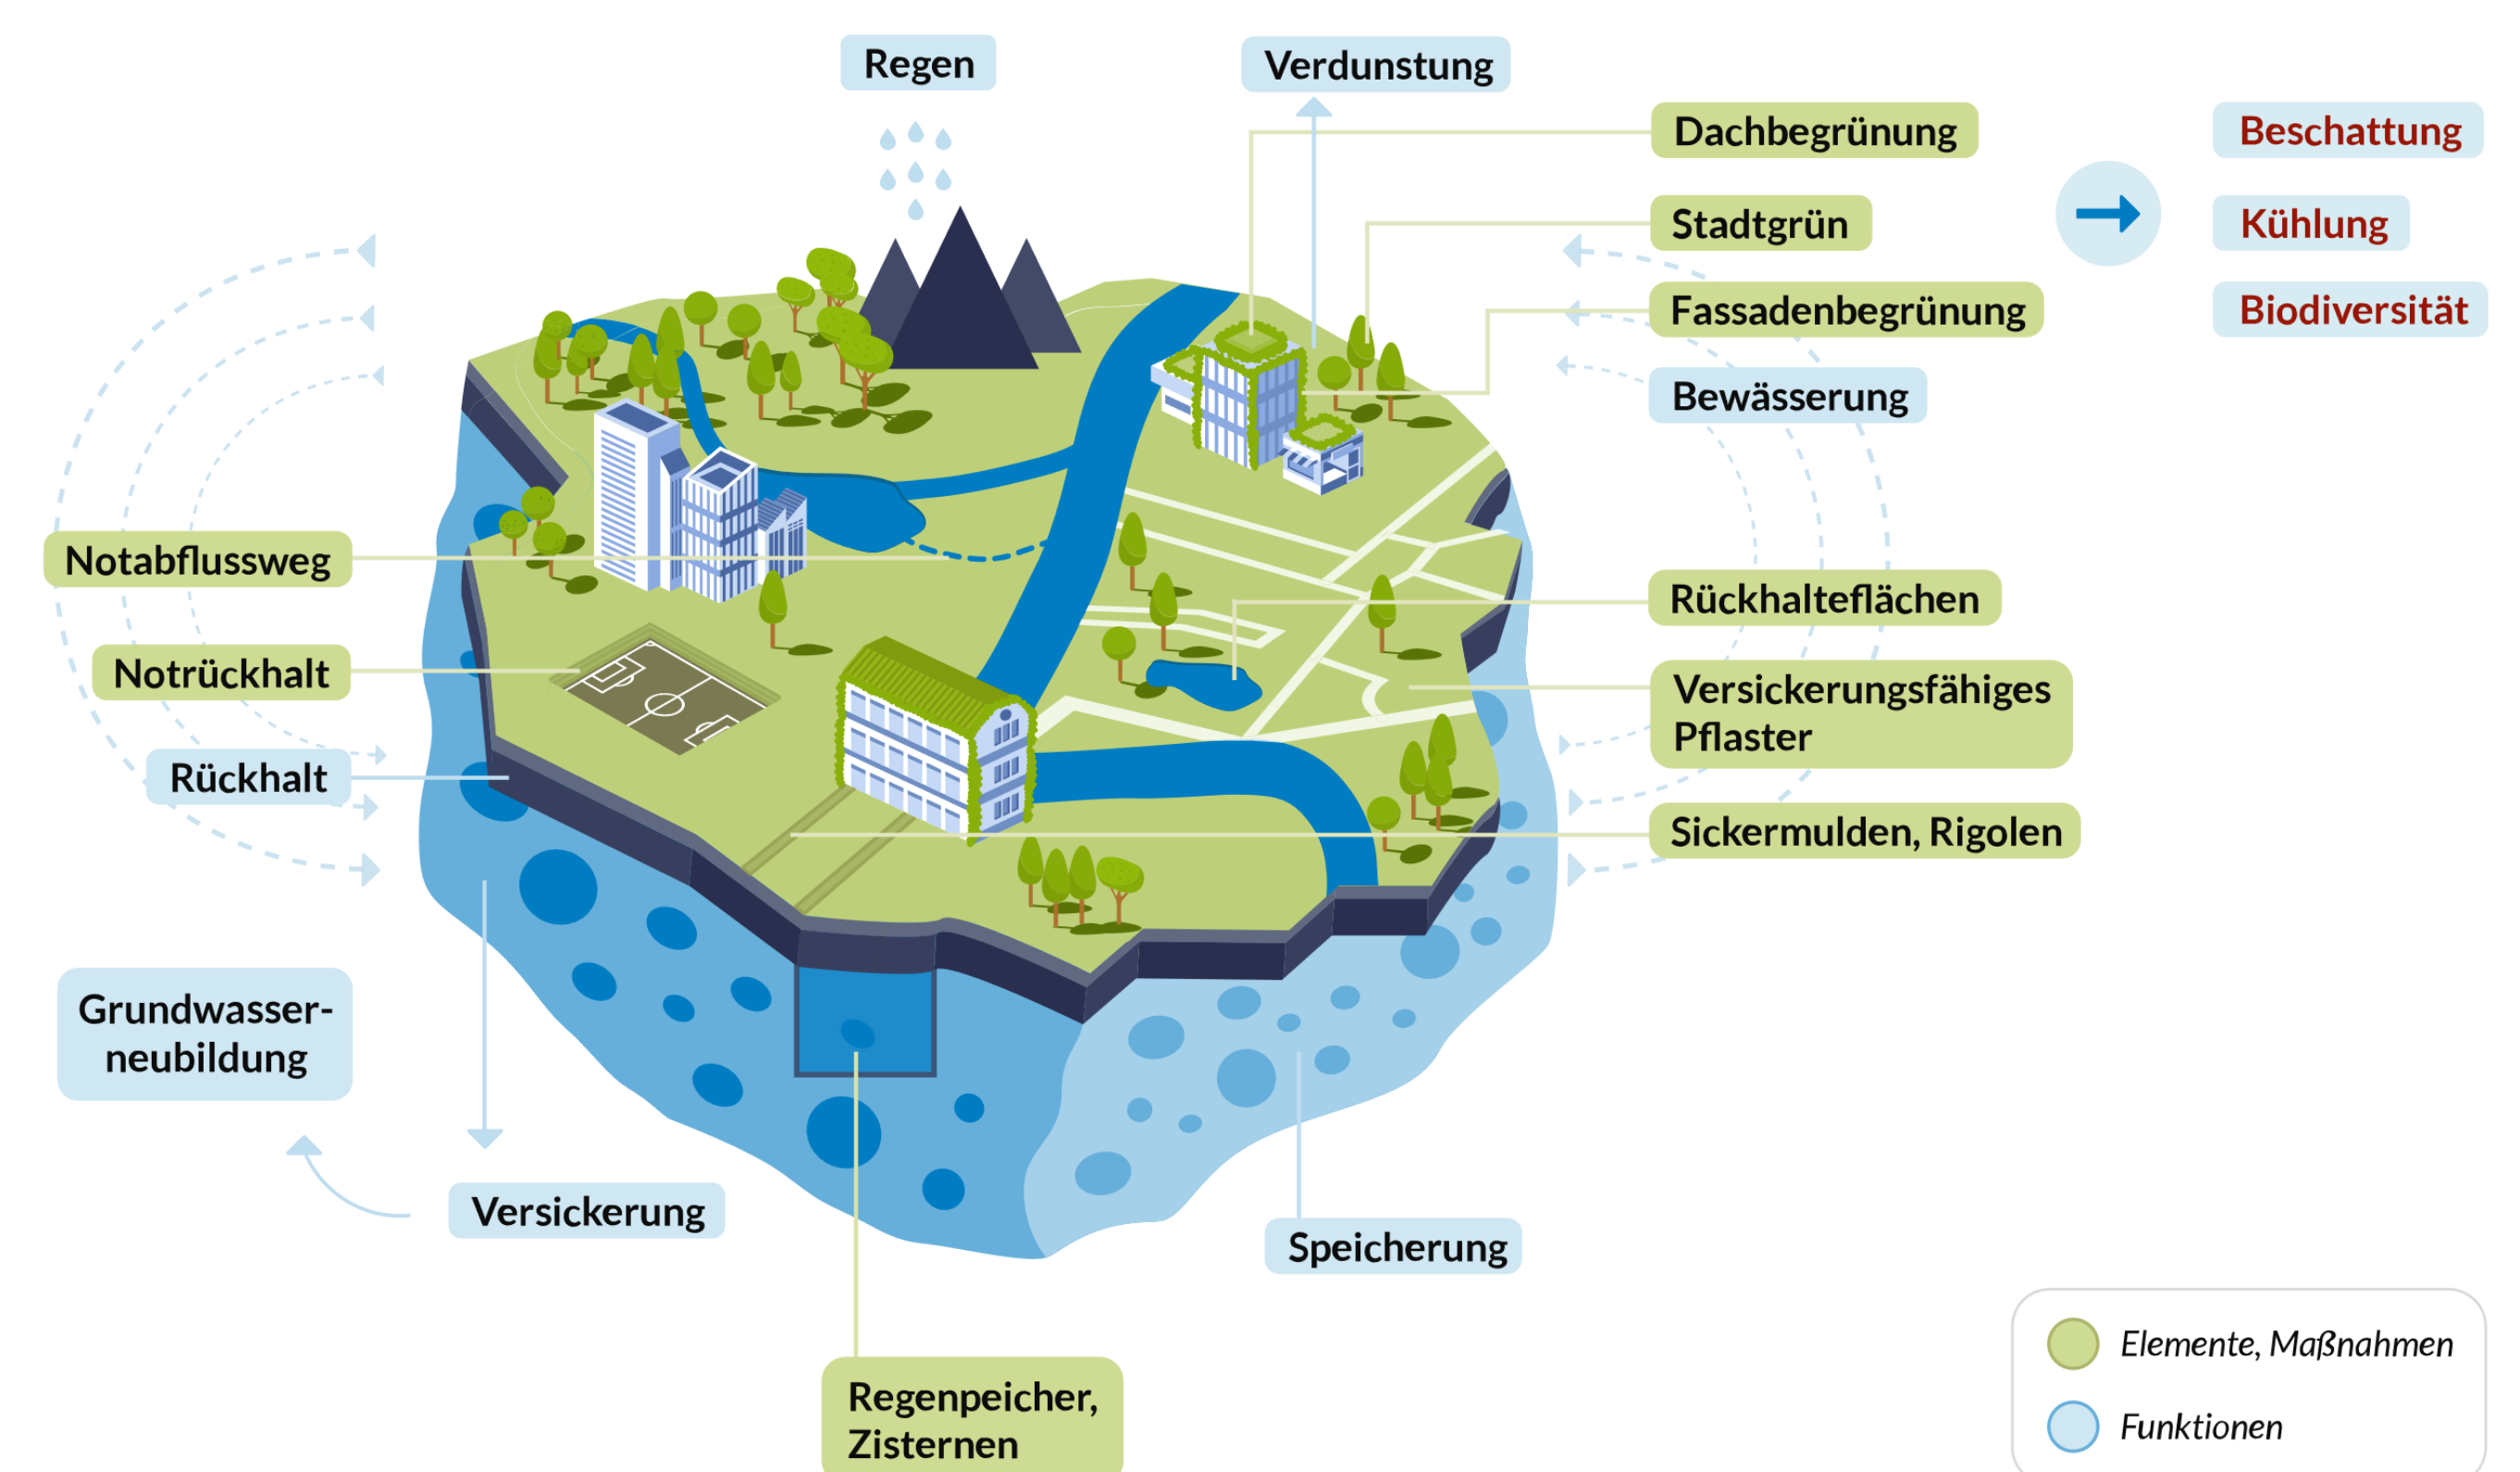 Regen
Verdunstung
Dachbegrünung
Beschattung
Stadtgrün
Kühlung
Fassadenbegrünung
Biodiversität
Bewässerung
Notabflussweg
Rückhalteflächen
Notrückhalt
Versickerungsfähiges
Pflaster
Rückhalt
Sickermulden, Rigolen
Grundwasser-
neubildung
Versickerung
Speicherung
Regenpeicher,
Zisternen
Elemente, Maßnahmen
Funktionen